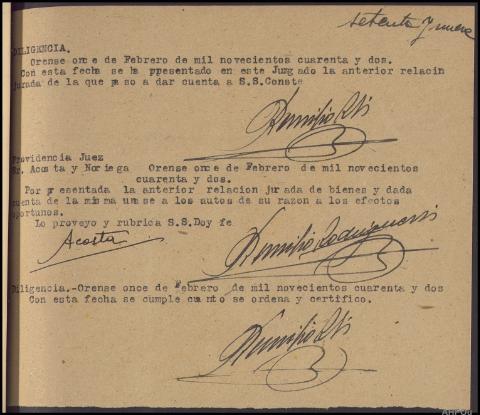 setenta y nueve
DILIGENCIA.
Orense once de Febrero de mil novecientos cuarenta y dos.
Con esta fecha se ha presentado en este Juzgado la anterior relacin
jurada de la que paso a dar cuenta a S.S.Conste
Providencia Juez
Sr. Acosta y Noriega Orense once de Febrero de mil novecientos
cuarenta y dos.
Por presentada la anterior relacion jurada de bienes y dada
cuenta de la misma unase a los autos de su razon a los efectos
oportunos.
Lo proveyo y rubrica S.S.Doy fe
Acosta
Diligencia.-Orense once de Febrero de mil novecientos cuarenta y dos
Con esta fecha se cumple cuanto se ordena y certifico.